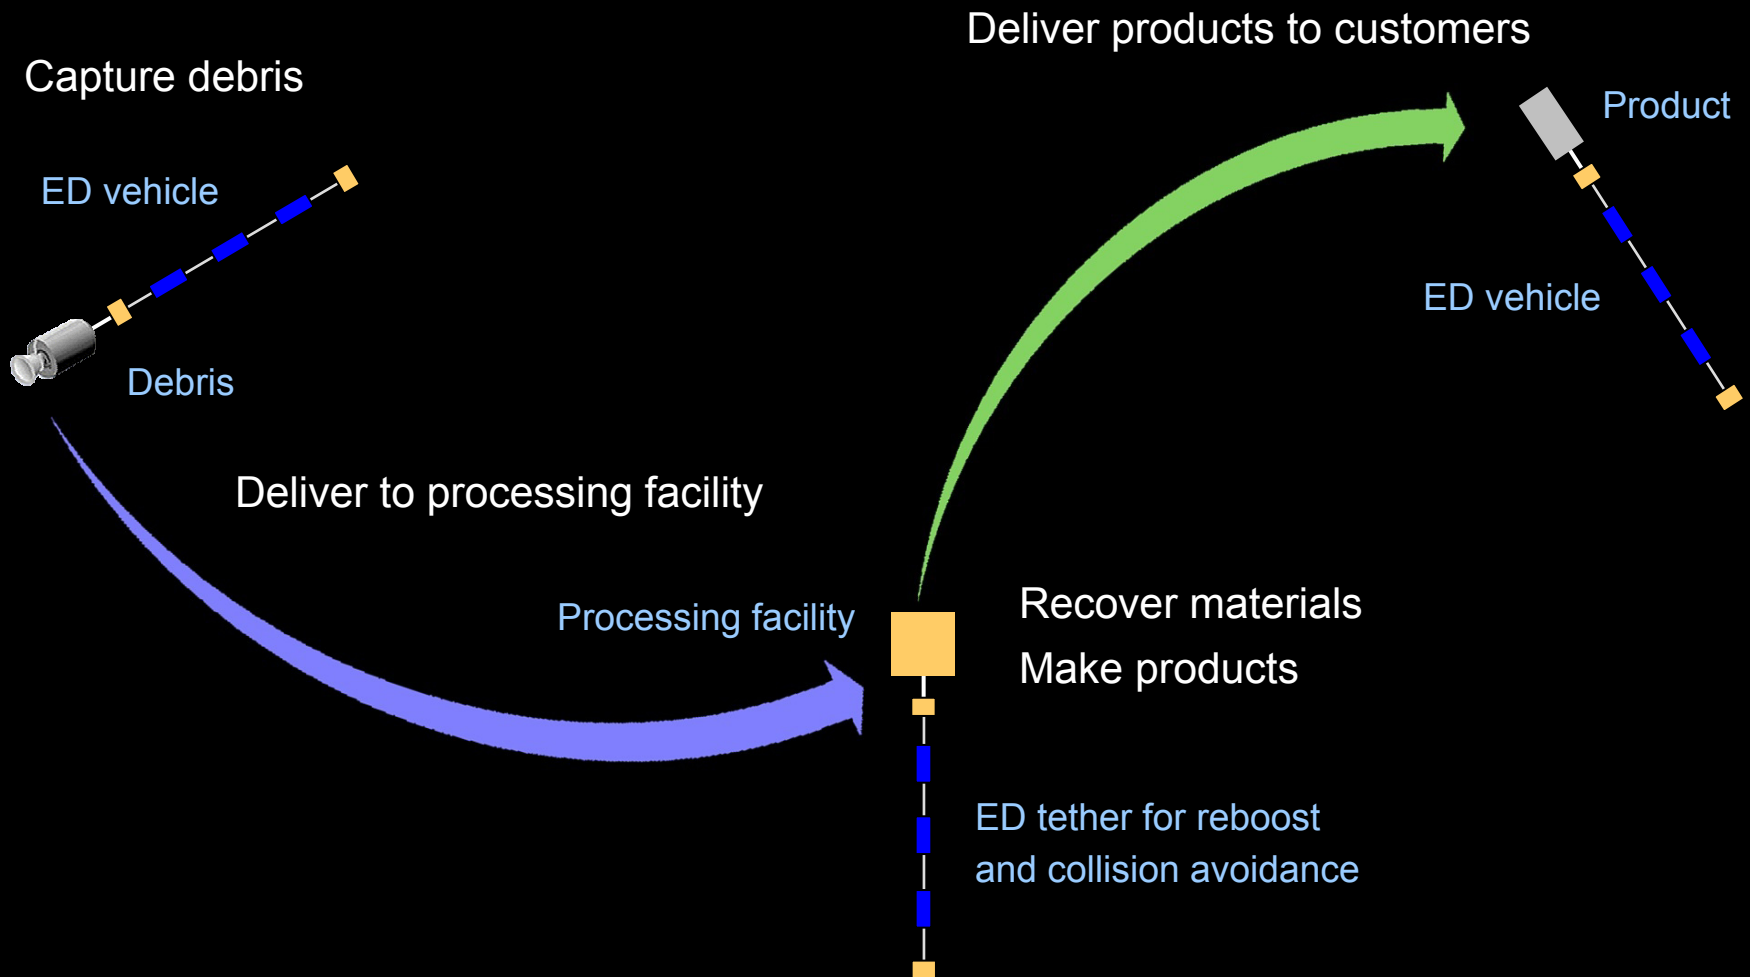 Capture debris
ED vehicle
Debris
Deliver to processing facility
Processing facility
Recover materials
Make products
ED tether for reboost
and collision avoidance
Deliver products to customers
Product
ED vehicle